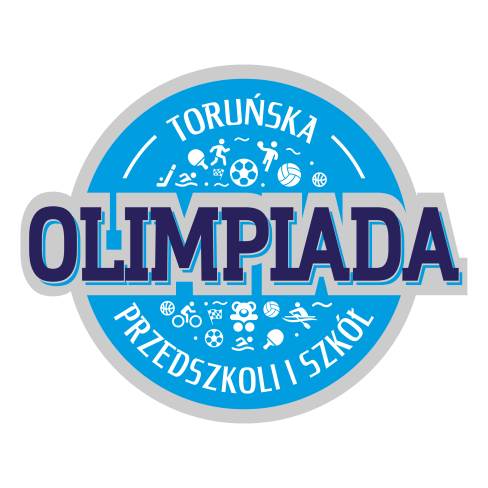 TORUŃSKA
OLIMPIADA
PRZEDSZKOLI I SZKÓŁ